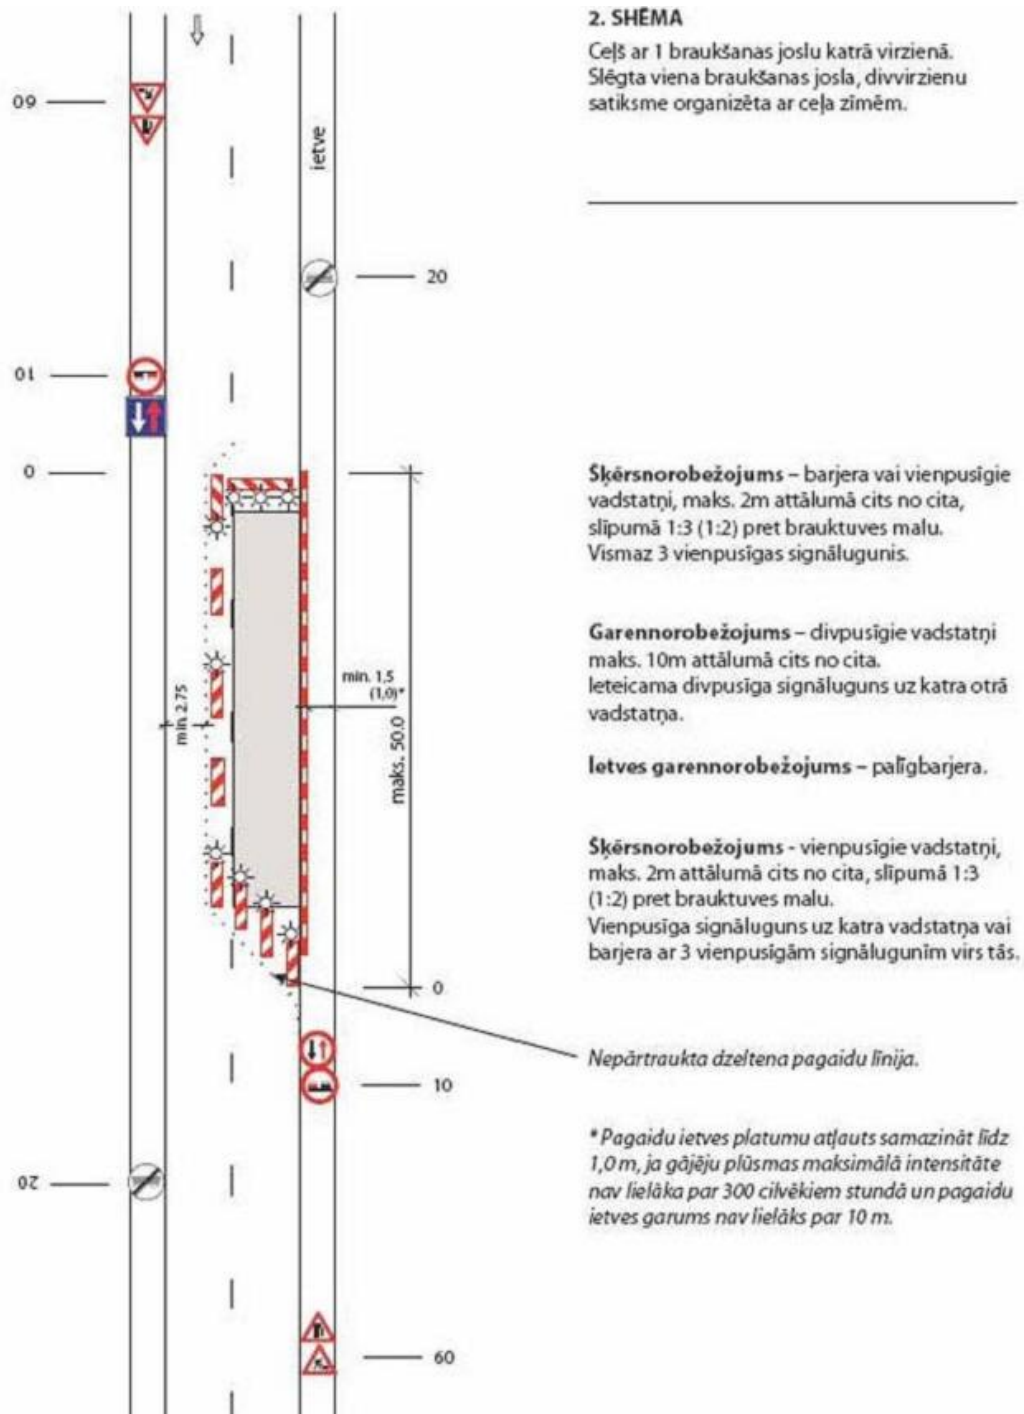 2. SHĒMA
Ceļš ar 1 braukšanas joslu katrā virzienā.
Slēgta viena braukšanas josla, divvirzienu
satiksme organizēta ar ceļa zīmēm.
60
ietve
20
10
0
Šķērsnorobežojums – barjera vai vienpusīgie
vadstatņi, maks. 2m attālumā cits no cita,
slīpumā 1:3 (1:2) pret brauktuves malu.
Vismaz 3 vienpusīgas signālugunis.
Garennorobežojums – divpusīgie vadstatņi
maks. 10m attālumā cits no cita.
Ieteicama divpusīga signāluguns uz katra otrā
vadstatņa.
min. 1,5
(1,0)*
min. 2.75
maks. 50.0
Ietves garennorobežojums – palīgbarjera.
Šķērsnorobežojums - vienpusīgie vadstatņi,
maks. 2m attālumā cits no cita, slīpumā 1:3
(1:2) pret brauktuves malu.
Vienpusīga signāluguns uz katra vadstatņa vai
barjera ar 3 vienpusīgām signālugunīm virs tās.
0
Nepārtraukta dzeltena pagaidu līnija.
10
* Pagaidu ietves platumu atļauts samazināt līdz
1,0 m, ja gājēju plūsmas maksimālā intensitāte
nav lielāka par 300 cilvēkiem stundā un pagaidu
ietves garums nav lielāks par 10 m.
20
60